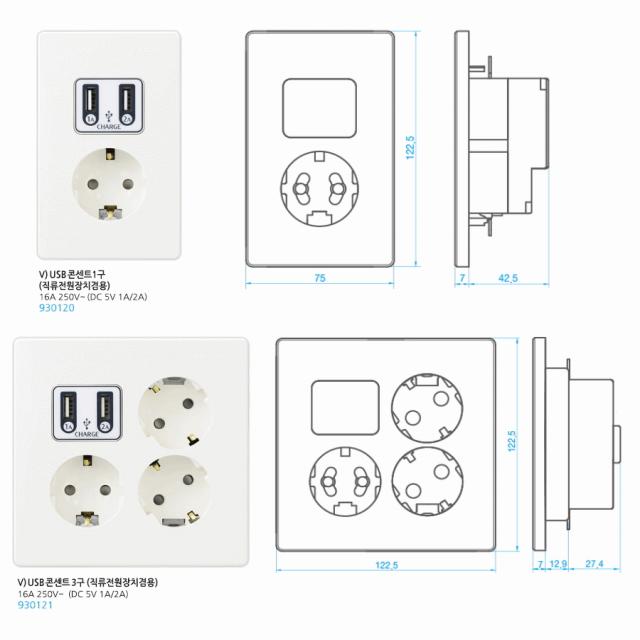 1A 2A
CHARGE
122,5
75
7 42,5
V) USB 콘센트1구
(직류전원장치겸용)
16A 250V~ (DC 5V 1A/2A)
930120
1A 2A
CHARGE
122,5
122,5
7 12,9 27,4
V) USB 콘센트 3구 (직류전원장치겸용)
16A 250V~ (DC 5V 1A/2A)
930121